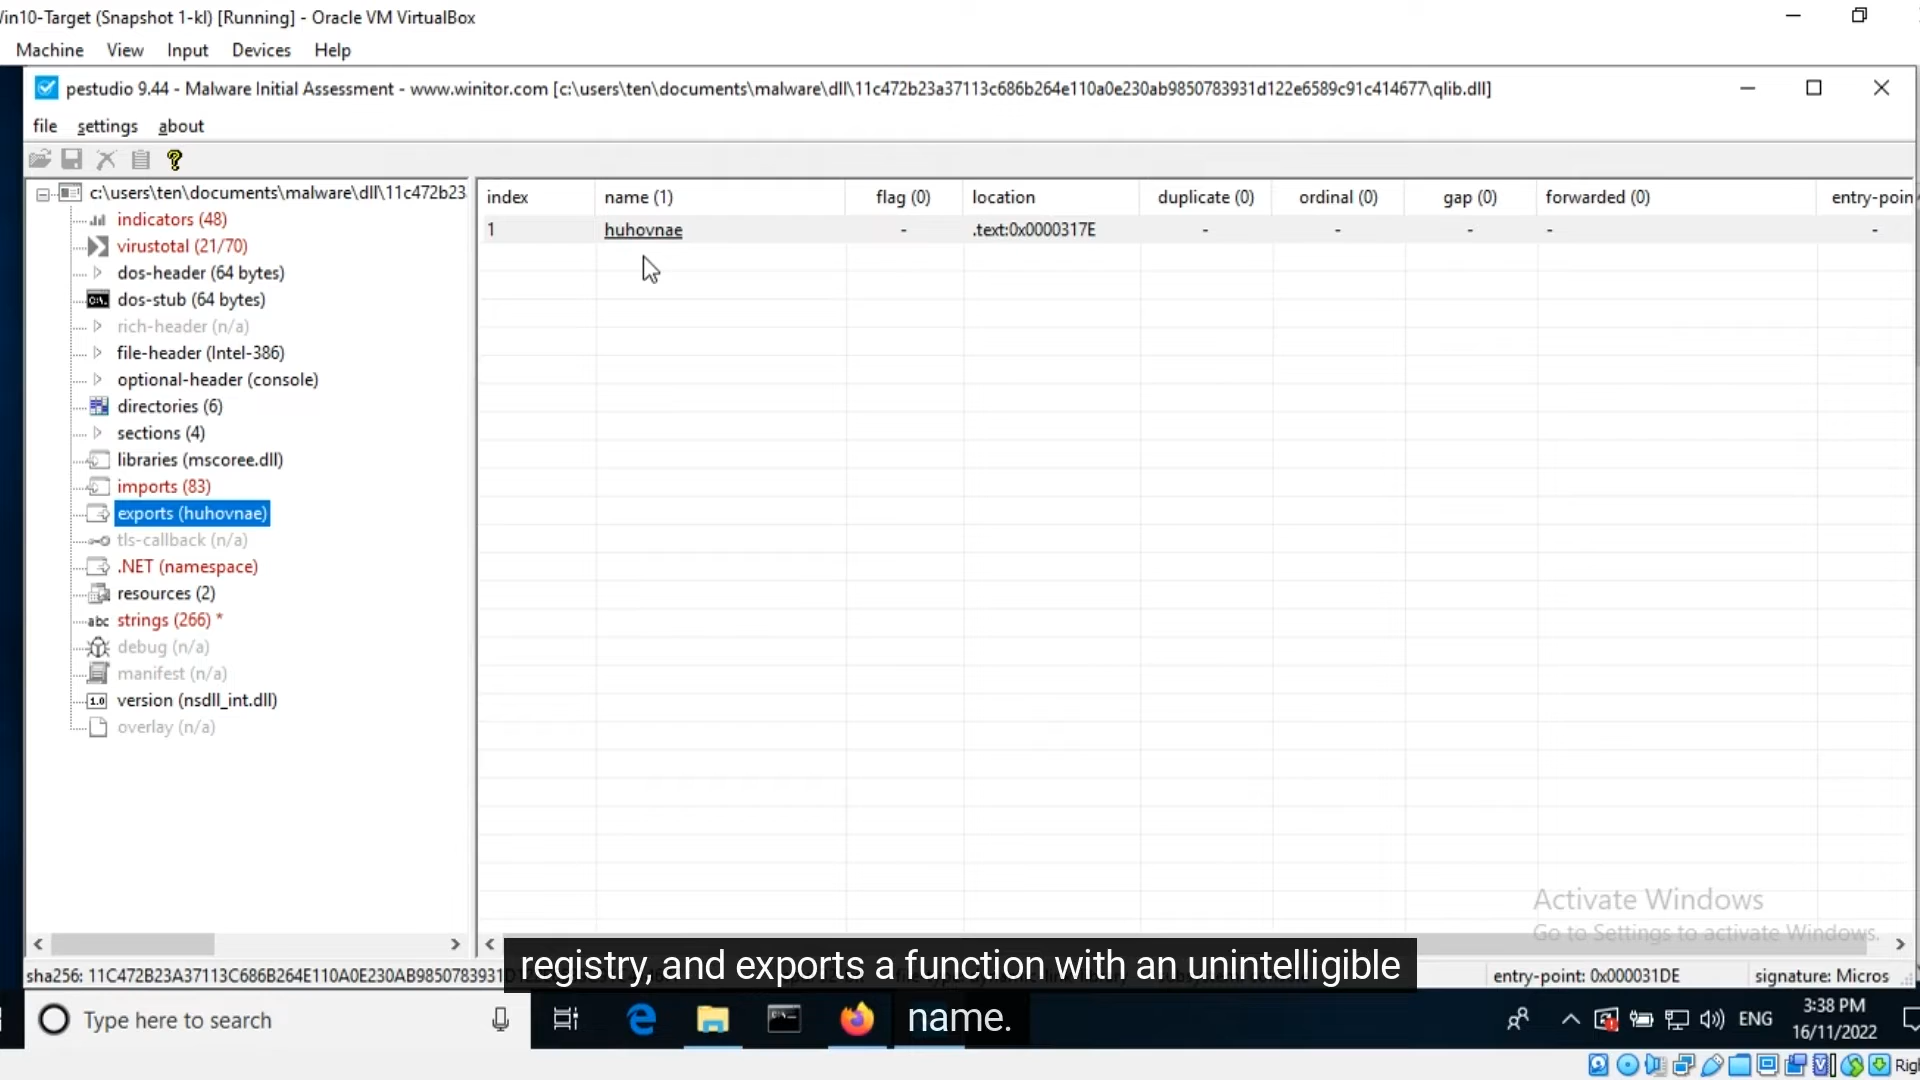 Vin10-Target (Snapshot 1-kl) [Running] - Oracle VM VirtualBox
Machine View Input Devices Help
pestudio 9.44 - Malware Initial Assessment - www.winitor.com [c:\users\ten\documents\malware\dll\11c472b23a37113c686b264e110a0e230ab9850783931d122e6589c91c414677\qlib.dll]
file settings about
c:\users\ten\documents\malware\dll\11c472b23
indicators (48)
virustotal (21/70)
dos-header (64 bytes)
dos-stub (64 bytes)
rich-header (n/a)
file-header (Intel-386)
optional-header (console)
directories (6)
sections (4)
libraries (mscoree.dll)
imports (83)
exports (huhovnae)
tls-callback (n/a)
.NET (namespace)
resources (2)
abc strings (266) *
debug (n/a)
manifest (n/a)
1.0 version (nsdll_int.dll)
overlay (n/a)
index name (1) flag (0) location duplicate (0) ordinal (0) gap (0) forwarded (0) entry-poin
1 huhovnae - .text:0x0000317E - - - - -
Activate Windows
Go to Settings to activate Windows.
sha256: 11C472B23A37113C686B264E110A0E230AB9850783931
entry-point: 0x000031DE
signature: Micros
registry, and exports a function with an unintelligible
name.
Type here to search
ENG
3:38 PM
16/11/2022
Rig